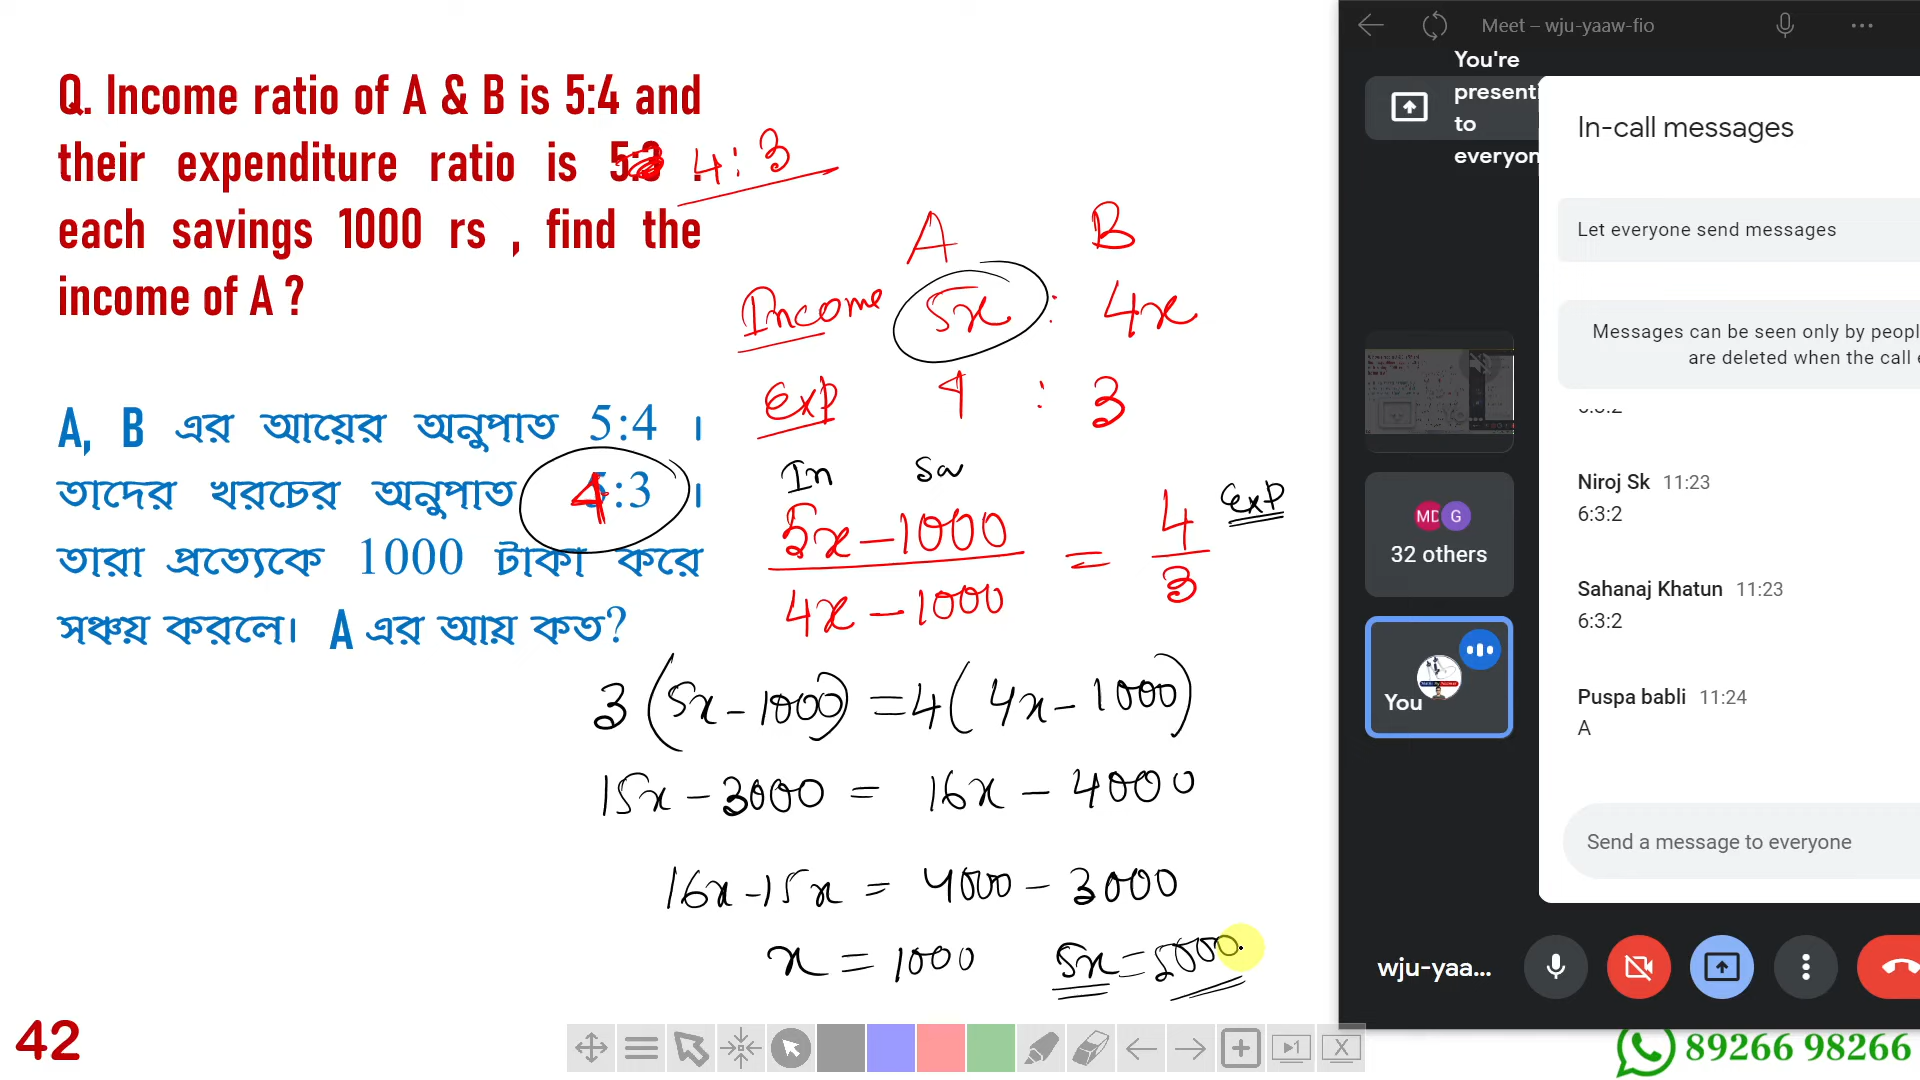 Q. Income ratio of A & B is 5:4 and
their expenditure ratio is 5:3 .
4:3
each savings 1000 rs , find the
income of A ?
A, B এর আয়ের অনুপাত 5:4 ।
তাদের খরচের অনুপাত 5:3 ।
4
তারা প্রত্যেকে 1000 টাকা করে
সঞ্চয় করলে। A এর আয় কত?
A B
Income 5x : 4x
Exp 4 : 3
In Sav
5x - 1000
4x - 1000
= 4/3 Exp
3(5x - 1000) = 4(4x - 1000)
15x - 3000 = 16x - 4000
16x - 15x = 4000 - 3000
x = 1000 5x = 5000
42
Meet – wju-yaaw-fio
You're
presenti
to
everyon
32 others
MD G
You
In-call messages
Let everyone send messages
Messages can be seen only by peopl
are deleted when the call e
Niroj Sk 11:23
6:3:2
Sahanaj Khatun 11:23
6:3:2
Puspa babli 11:24
A
Send a message to everyone
wju-yaa...
89266 98266